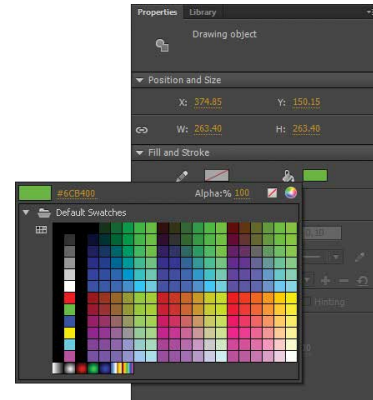 Properties Library
Drawing object
Position and Size
X: 374.85 Y: 150.15
W: 263.40 H: 263.40
Fill and Stroke
#6CB400 Alpha:% 100
Default Swatches
Hinting